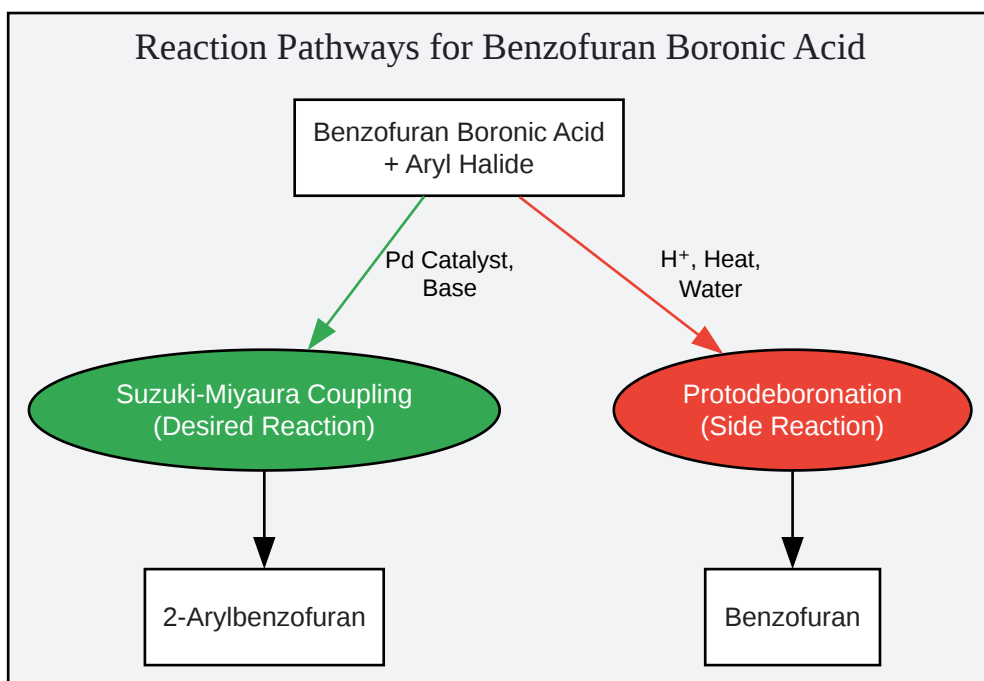 Reaction Pathways for Benzofuran Boronic Acid
Benzofuran Boronic Acid
+ Aryl Halide
Pd Catalyst,
Base
H⁺, Heat,
Water
Suzuki-Miyaura Coupling
(Desired Reaction)
Protodeboronation
(Side Reaction)
2-Arylbenzofuran
Benzofuran